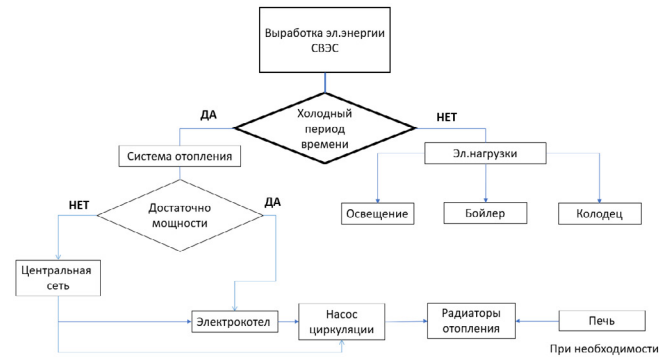 Выработка эл.энергии
СВЭС
ДА
Холодный
период
времени
НЕТ
Система отопления
Эл.нагрузки
НЕТ
Достаточно
мощности
ДА
Освещение
Бойлер
Колодец
Центральная
сеть
Электрокотел
Насос
циркуляции
Радиаторы
отопления
Печь
При необходимости